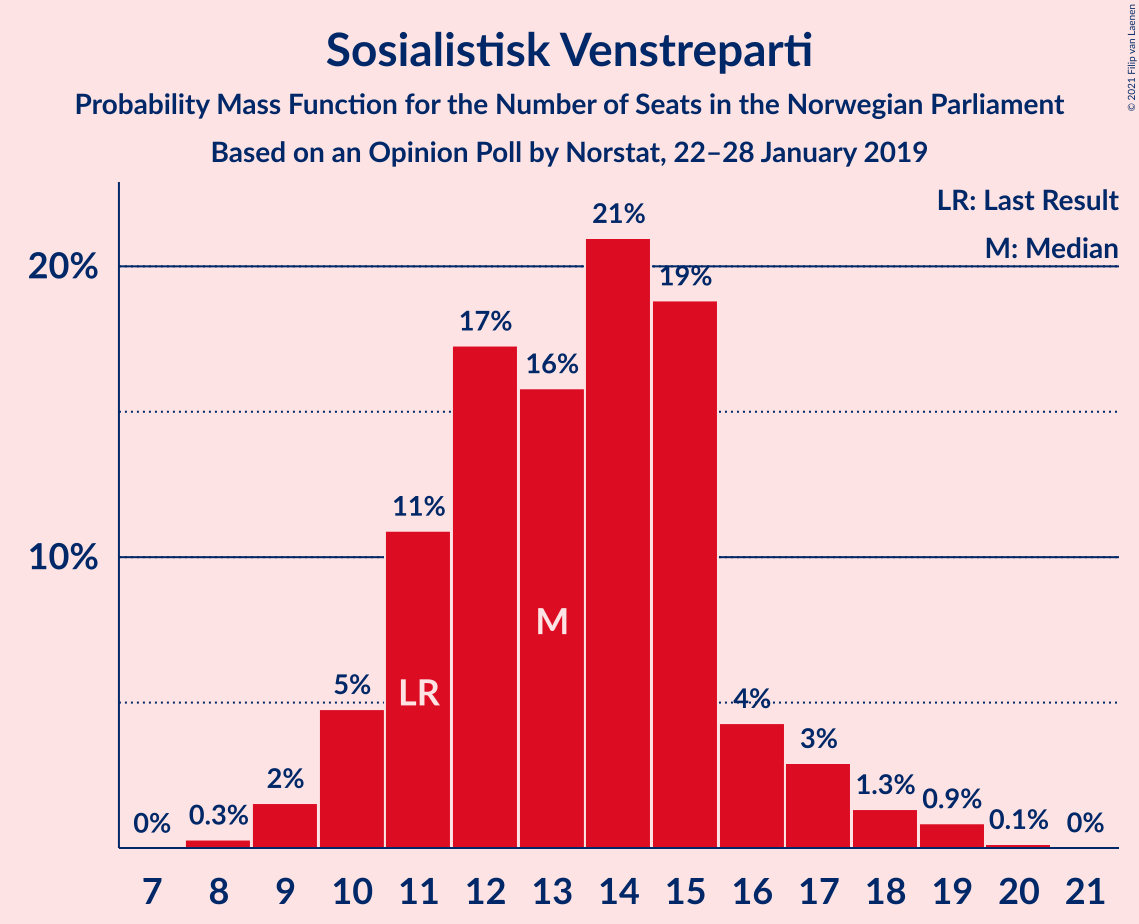 © 2021 Filip van Laenen
Sosialistisk Venstreparti
Probability Mass Function for the Number of Seats in the Norwegian Parliament
Based on an Opinion Poll by Norstat, 22–28 January 2019
LR: Last Result
M: Median
20%
10%
0%
0.3%
2%
5%
11%
17%
16%
21%
19%
4%
3%
1.3%
0.9%
0.1%
0%
LR
M
7 8 9 10 11 12 13 14 15 16 17 18 19 20 21